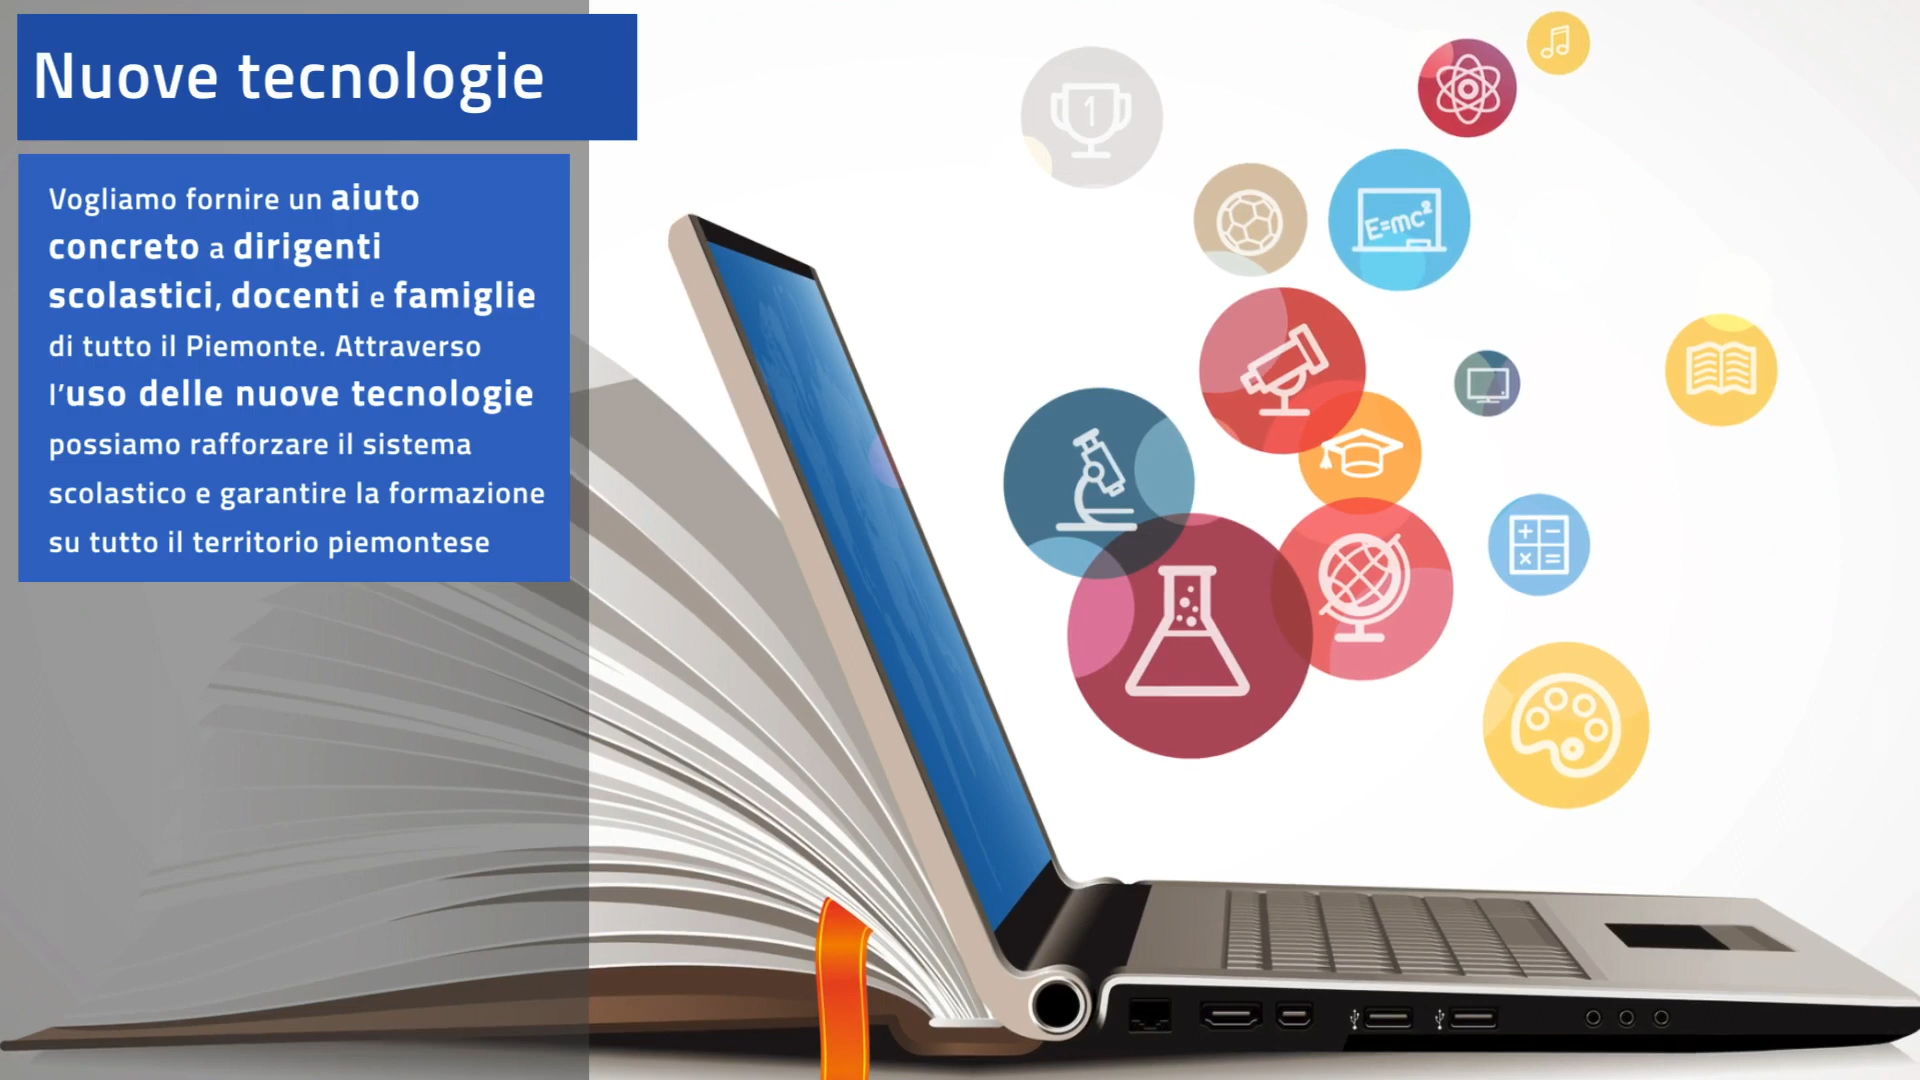 Nuove tecnologie
Vogliamo fornire un aiuto
concreto a dirigenti
scolastici, docenti e famiglie
di tutto il Piemonte. Attraverso
l'uso delle nuove tecnologie
possiamo rafforzare il sistema
scolastico e garantire la formazione
su tutto il territorio piemontese
1
E=mc²
+ −
× =